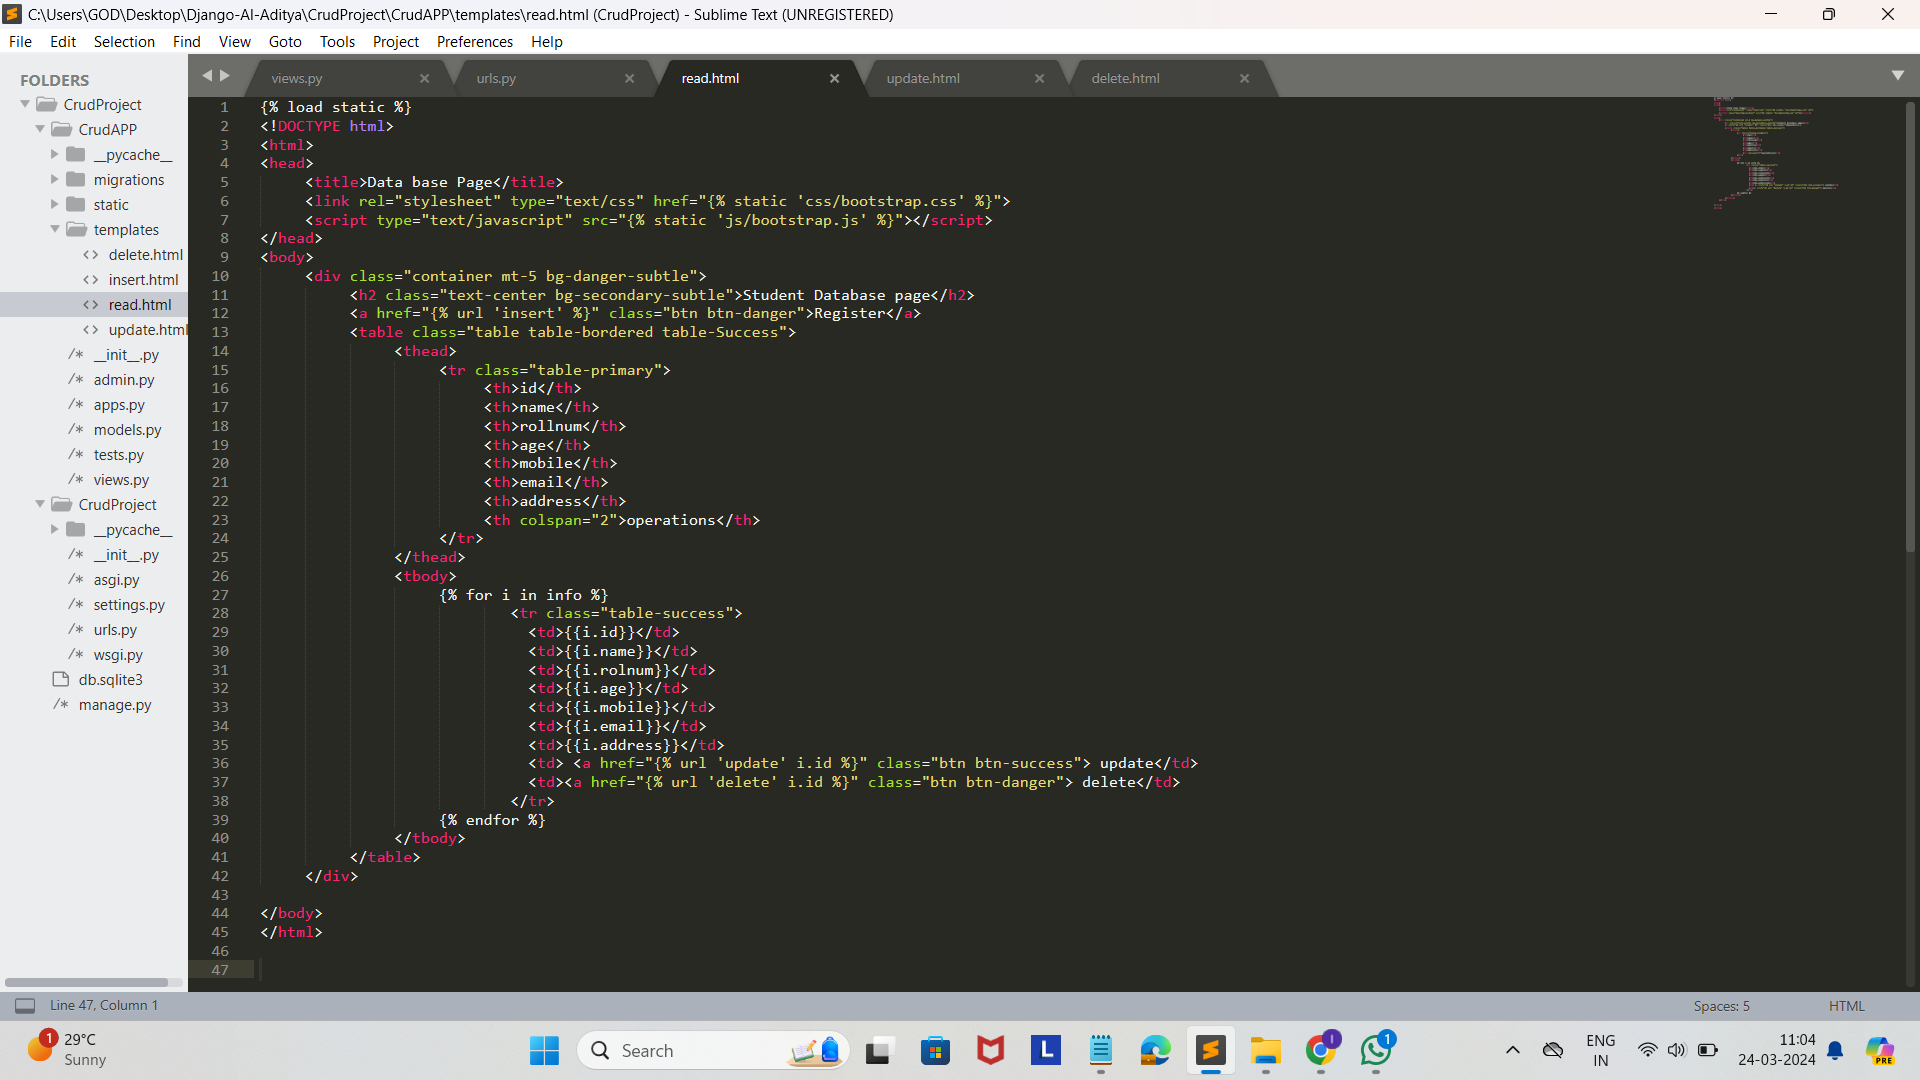 C:\Users\GOD\Desktop\Django-AI-Aditya\CrudProject\CrudAPP\templates\read.html (CrudProject) - Sublime Text (UNREGISTERED)
File Edit Selection Find View Goto Tools Project Preferences Help
FOLDERS
CrudProject
CrudAPP
__pycache__
migrations
static
templates
delete.html
insert.html
read.html
update.html
__init__.py
admin.py
apps.py
models.py
tests.py
views.py
CrudProject
__pycache__
__init__.py
asgi.py
settings.py
urls.py
wsgi.py
db.sqlite3
manage.py
views.py urls.py read.html update.html delete.html
1 {% load static %}
2 <!DOCTYPE html>
3 <html>
4 <head>
5 <title>Data base Page</title>
6 <link rel="stylesheet" type="text/css" href="{% static 'css/bootstrap.css' %}">
7 <script type="text/javascript" src="{% static 'js/bootstrap.js' %}"></script>
8 </head>
9 <body>
10 <div class="container mt-5 bg-danger-subtle">
11 <h2 class="text-center bg-secondary-subtle">Student Database page</h2>
12 <a href="{% url 'insert' %}" class="btn btn-danger">Register</a>
13 <table class="table table-bordered table-Success">
14 <thead>
15 <tr class="table-primary">
16 <th>id</th>
17 <th>name</th>
18 <th>rollnum</th>
19 <th>age</th>
20 <th>mobile</th>
21 <th>email</th>
22 <th>address</th>
23 <th colspan="2">operations</th>
24 </tr>
25 </thead>
26 <tbody>
27 {% for i in info %}
28 <tr class="table-success">
29 <td>{{i.id}}</td>
30 <td>{{i.name}}</td>
31 <td>{{i.rolnum}}</td>
32 <td>{{i.age}}</td>
33 <td>{{i.mobile}}</td>
34 <td>{{i.email}}</td>
35 <td>{{i.address}}</td>
36 <td> <a href="{% url 'update' i.id %}" class="btn btn-success"> update</td>
37 <td><a href="{% url 'delete' i.id %}" class="btn btn-danger"> delete</td>
38 </tr>
39 {% endfor %}
40 </tbody>
41 </table>
42 </div>
43
44 </body>
45 </html>
46
47
Line 47, Column 1 Spaces: 5 HTML
1
29°C
Sunny
Search
L
I
1
ENG
IN
11:04
24-03-2024
PRE